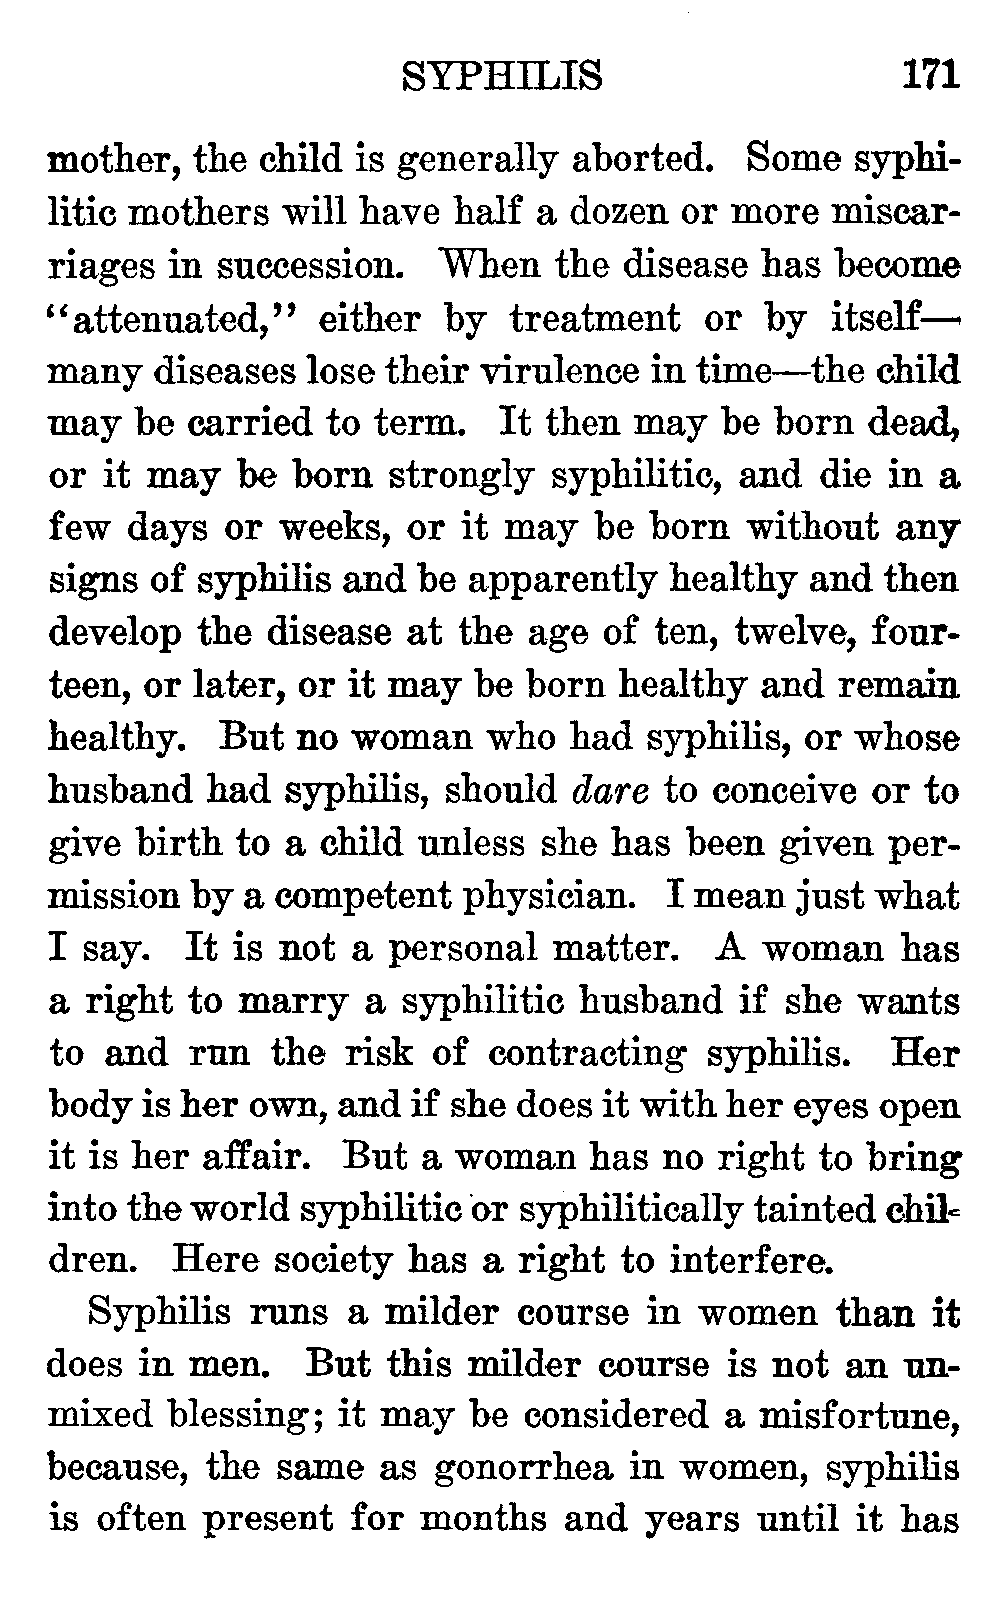 SYPHILIS 171
mother, the child is generally aborted. Some syphi-
litic mothers will have half a dozen or more miscar-
riages in succession. When the disease has become
"attenuated," either by treatment or by itself—
many diseases lose their virulence in time—the child
may be carried to term. It then may be born dead,
or it may be born strongly syphilitic, and die in a
few days or weeks, or it may be born without any
signs of syphilis and be apparently healthy and then
develop the disease at the age of ten, twelve, four-
teen, or later, or it may be born healthy and remain
healthy. But no woman who had syphilis, or whose
husband had syphilis, should dare to conceive or to
give birth to a child unless she has been given per-
mission by a competent physician. I mean just what
I say. It is not a personal matter. A woman has
a right to marry a syphilitic husband if she wants
to and run the risk of contracting syphilis. Her
body is her own, and if she does it with her eyes open
it is her affair. But a woman has no right to bring
into the world syphilitic or syphilitically tainted chil-
dren. Here society has a right to interfere.
Syphilis runs a milder course in women than it
does in men. But this milder course is not an un-
mixed blessing; it may be considered a misfortune,
because, the same as gonorrhea in women, syphilis
is often present for months and years until it has